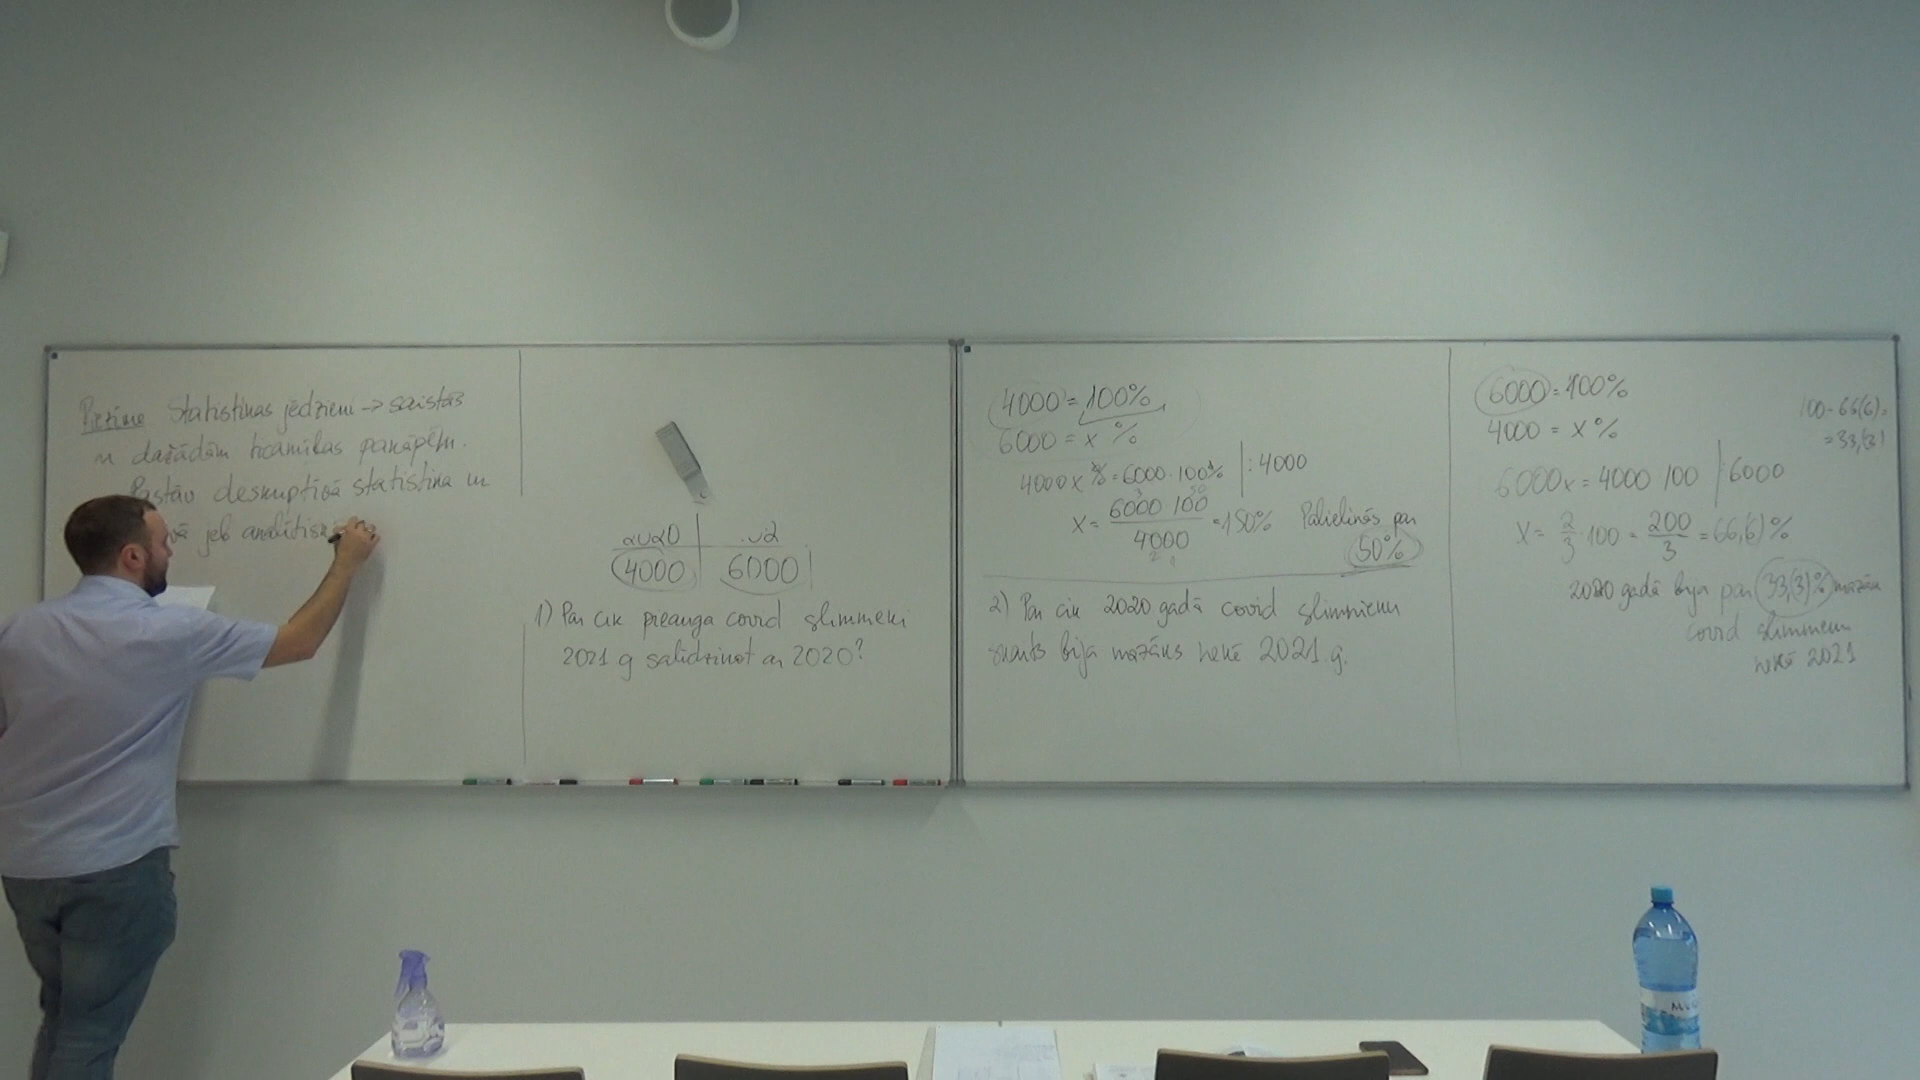 Piezīme Statistikas jēdzieni -> saistās
ar dažādām
Pastāv deskriptīvā statistika un
jeb analītiskā
4000 | 6000
1) Par cik pieauga covid slimnieki
2021 g salīdzinot ar 2020?
4000 = 100%
6000 = x %
4000x % = 6000 · 100% | : 4000
x = 6000 100 / 4000 = 150% Palielinās par
50%
2) Par cik 2020 gadā covid slimnieku
skaits bija mazāks nekā 2021 g.
6000 = 100%
4000 = x %
6000x = 4000 100 | 6000
x = 2/3 · 100 = 200/3 = 66,(6) %
100 - 66,(6) =
= 33,(3)
2020 gadā bija par 33,(3)% mazāk
covid slimnieku
nekā 2021